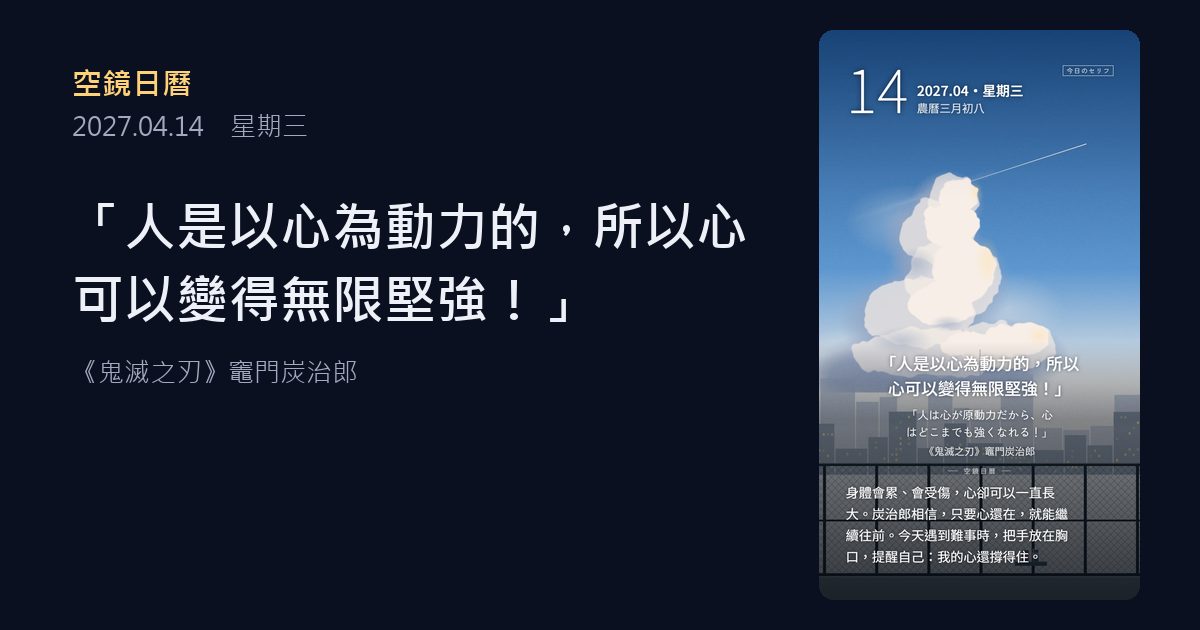 空鏡日曆
2027.04.14 星期三
「人是以心為動力的，所以心
可以變得無限堅強！」
《鬼滅之刃》竈門炭治郎
今日のセリフ
14
2027.04・星期三
農曆三月初八
「人是以心為動力的，所以
心可以變得無限堅強！」
「人は心が原動力だから、心
はどこまでも強くなれる！」
《鬼滅之刃》竈門炭治郎
空鏡日曆
身體會累、會受傷，心卻可以一直長
大。炭治郎相信，只要心還在，就能繼
續往前。今天遇到難事時，把手放在胸
口，提醒自己：我的心還撐得住。